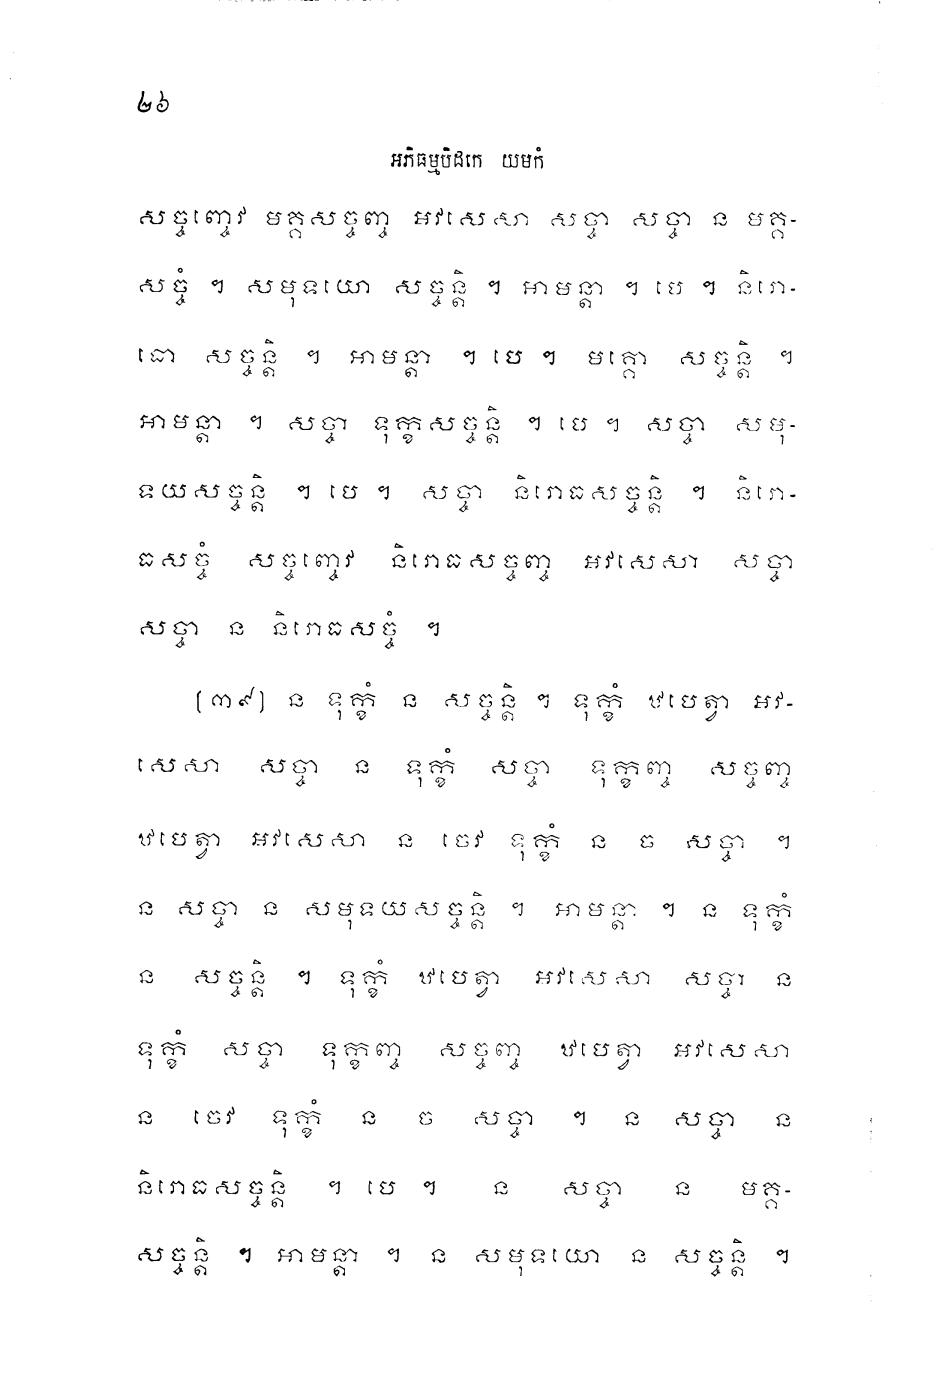 ២៦
អភិធម្មបិដកេ យមកំ
សច្ចញ្ចេវ មគ្គសច្ចញ្ច អវសេសា សច្ចា សច្ចា ន មគ្គ-
សច្ចំ ។ សមុទយោ សច្ចន្តិ ។ អាមន្តា ។ បេ ។ និរោ-
ធោ សច្ចន្តិ ។ អាមន្តា ។ បេ ។ មគ្គោ សច្ចន្តិ ។
អាមន្តា ។ សច្ចា ទុក្ខសច្ចន្តិ ។ បេ ។ សច្ចា សមុ-
ទយសច្ចន្តិ ។ បេ ។ សច្ចា និរោធសច្ចន្តិ ។ និរោ-
ធសច្ចំ សច្ចញ្ចេវ និរោធសច្ចញ្ច អវសេសា សច្ចា
សច្ចា ន និរោធសច្ចំ ។
[៣៩] ន ទុក្ខំ ន សច្ចន្តិ ។ ទុក្ខំ ឋបេត្វា អវ-
សេសា សច្ចា ន ទុក្ខំ សច្ចា ទុក្ខញ្ច សច្ចញ្ច
ឋបេត្វា អវសេសា ន ចេវ ទុក្ខំ ន ច សច្ចា ។
ន សច្ចា ន សមុទយសច្ចន្តិ ។ អាមន្តា ។ ន ទុក្ខំ
ន សច្ចន្តិ ។ ទុក្ខំ ឋបេត្វា អវសេសា សច្ចា ន
ទុក្ខំ សច្ចា ទុក្ខញ្ច សច្ចញ្ច ឋបេត្វា អវសេសា
ន ចេវ ទុក្ខំ ន ច សច្ចា ។ ន សច្ចា ន
និរោធសច្ចន្តិ ។ បេ ។ ន សច្ចា ន មគ្គ-
សច្ចន្តិ ។ អាមន្តា ។ ន សមុទយោ ន សច្ចន្តិ ។